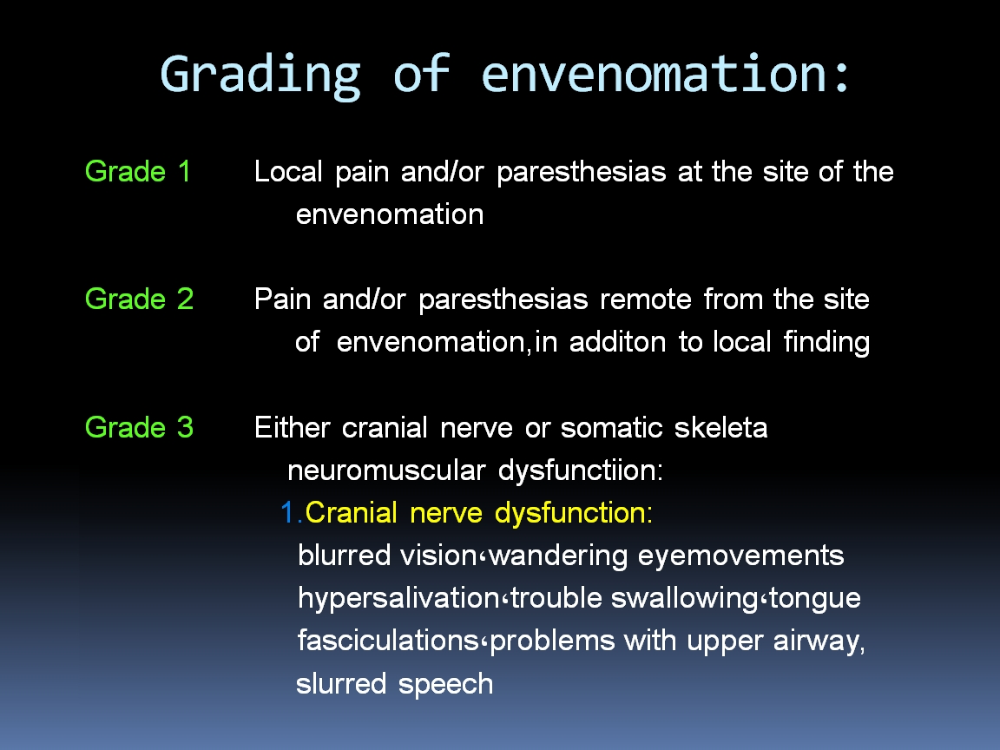 Grading of envenomation:
Grade 1 Local pain and/or paresthesias at the site of the
envenomation
Grade 2 Pain and/or paresthesias remote from the site
of envenomation,in additon to local finding
Grade 3 Either cranial nerve or somatic skeleta
neuromuscular dysfunctiion:
1.Cranial nerve dysfunction:
blurred vision،wandering eyemovements
hypersalivation،trouble swallowing،tongue
fasciculations،problems with upper airway,
slurred speech